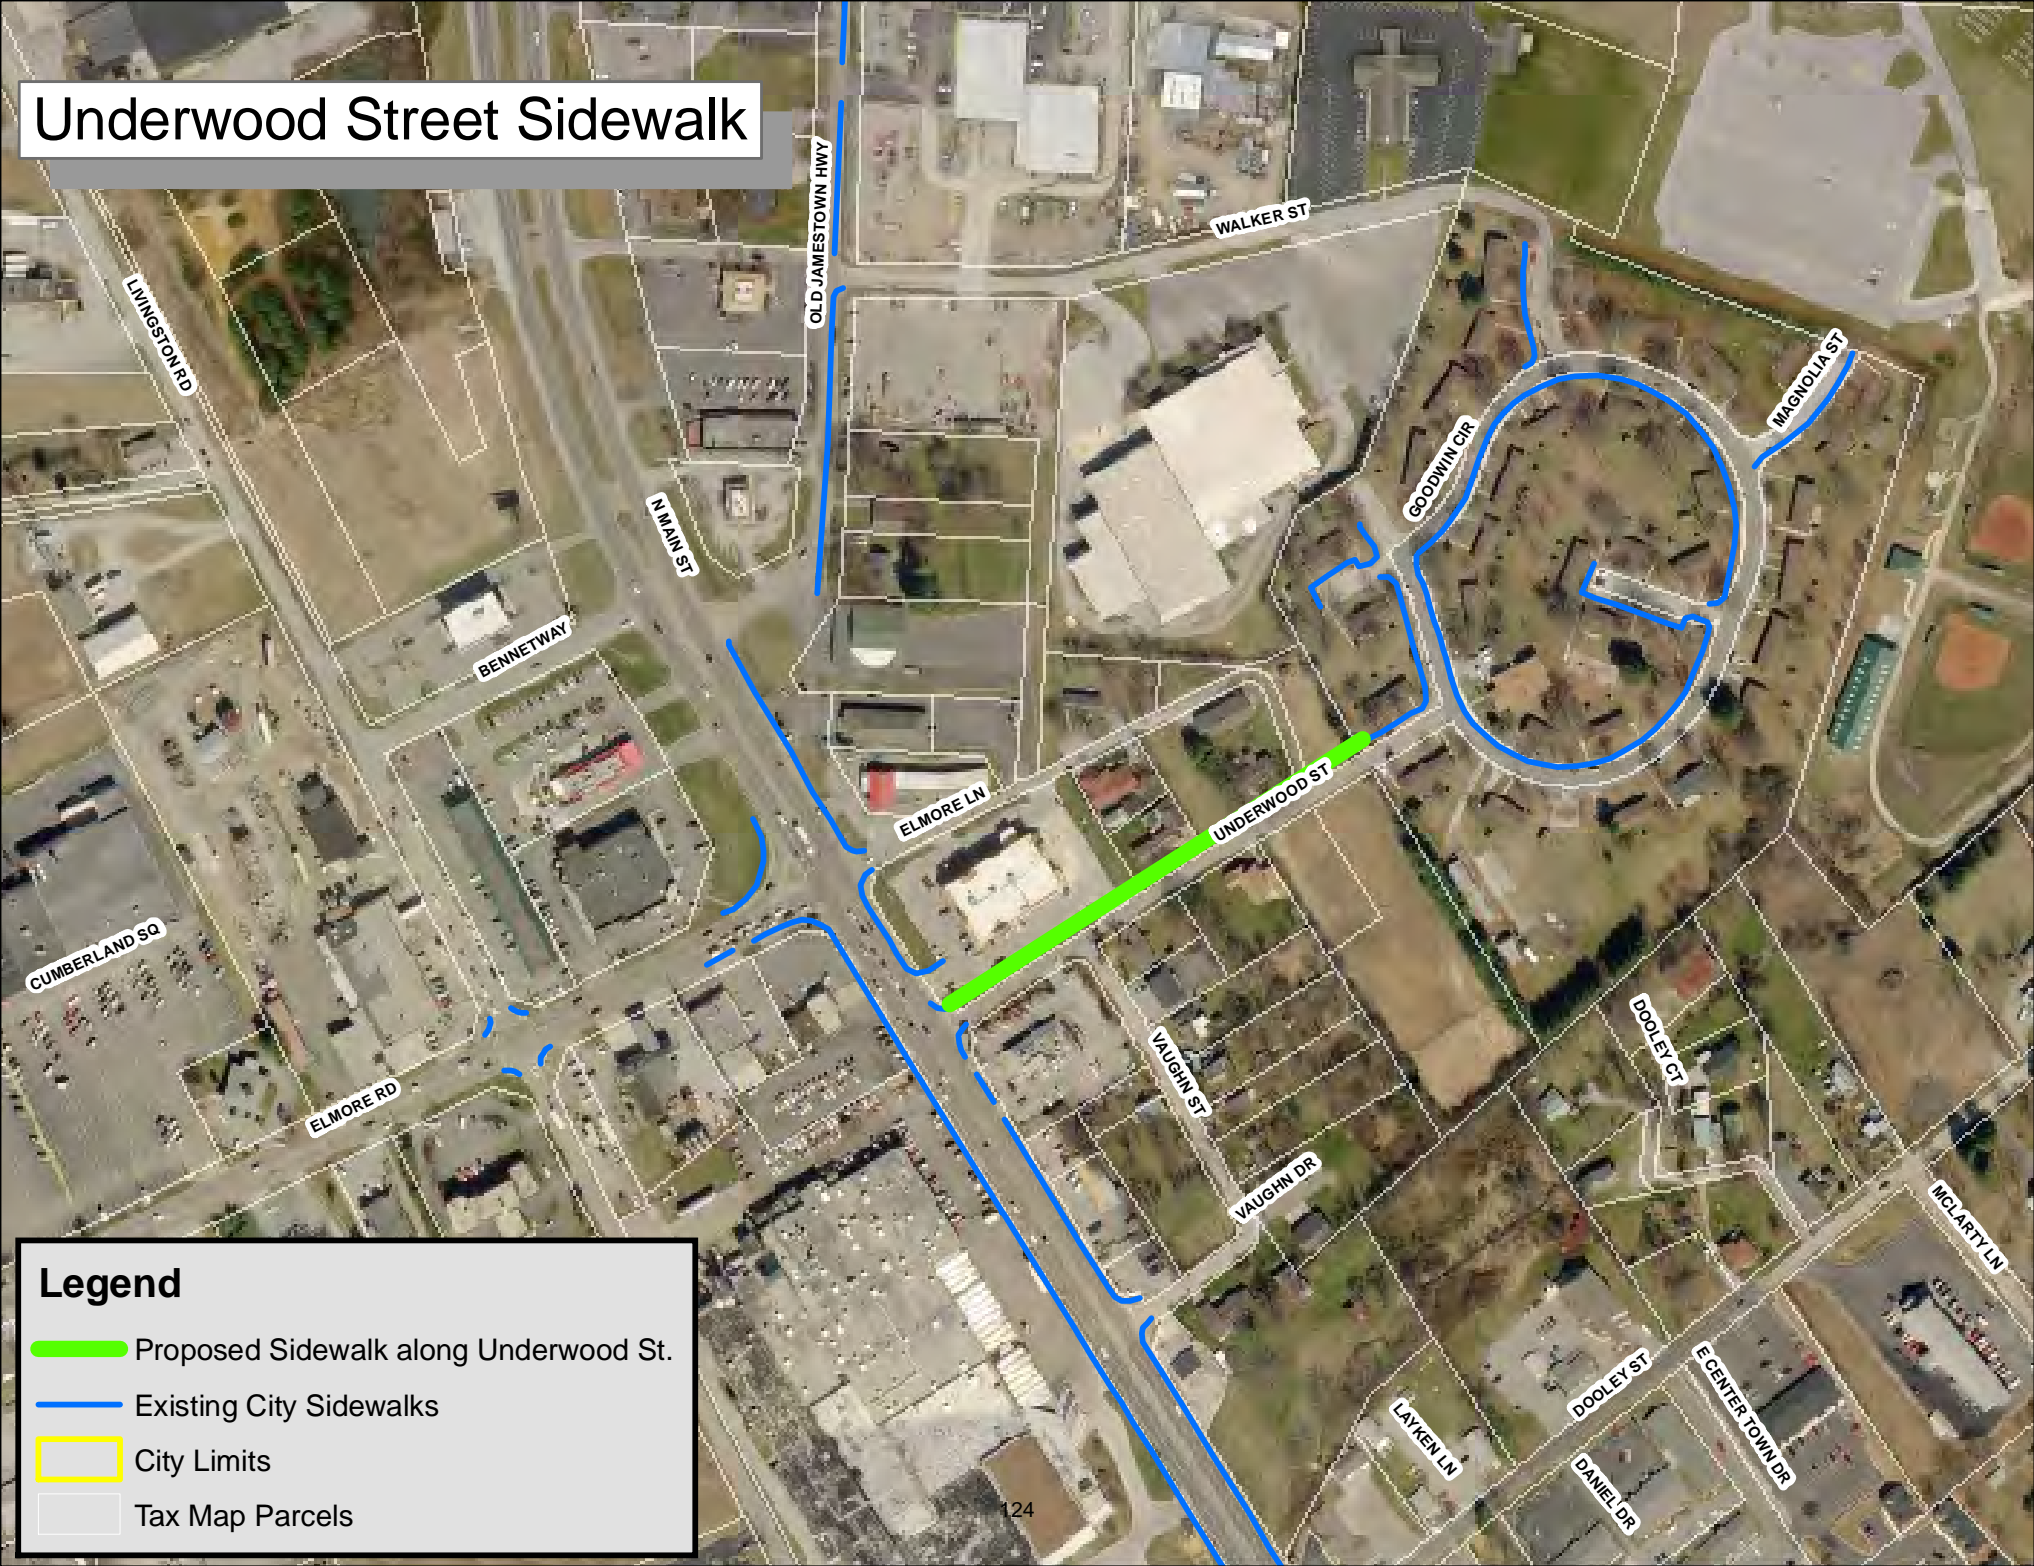 Underwood Street Sidewalk
OLD JAMESTOWN HWY
WALKER ST
LIVINGSTON RD
MAGNOLIA ST
GOODWIN CIR
N MAIN ST
BENNETWAY
ELMORE LN
UNDERWOOD ST
CUMBERLAND SQ
VAUGHN ST
DOOLEY CT
ELMORE RD
VAUGHN DR
MCLARTY LN
Legend
Proposed Sidewalk along Underwood St.
Existing City Sidewalks
City Limits
Tax Map Parcels
DOOLEY ST
E CENTER TOWN DR
LAYKEN LN
DANIEL DR
124